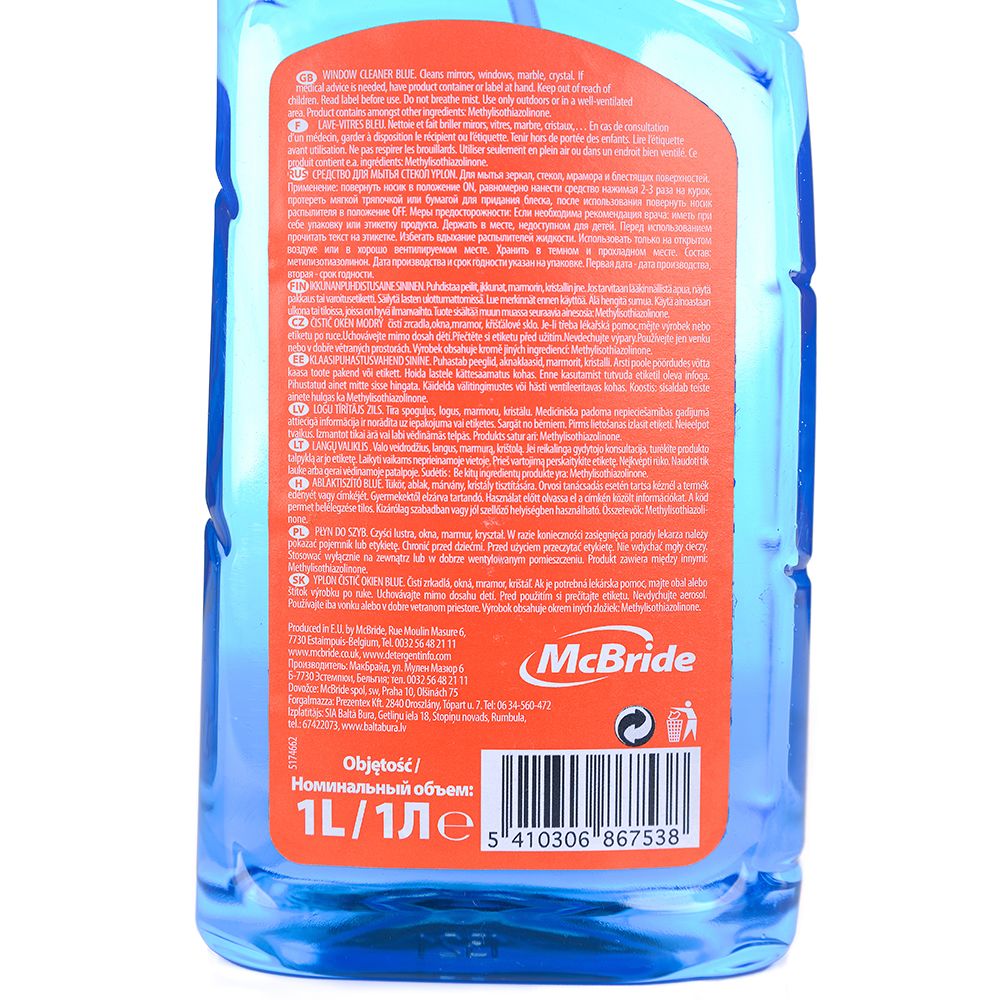 GB WINDOW CLEANER BLUE. Cleans mirrors, windows, marble, crystal. If
medical advice is needed, have product container or label at hand. Keep out of reach of
children. Read label before use. Do not breathe mist. Use only outdoors or in a well-ventilated
area. Product contains amongst other ingredients: Methylisothiazolinone.
F LAVE-VITRES BLEU. Nettoie et fait briller mirors, vitres, marbre, cristaux,… En cas de consultation
d'un médecin, garder à disposition le récipient ou l'étiquette. Tenir hors de portée des enfants. Lire l'étiquette
avant utilisation. Ne pas respirer les brouillards. Utiliser seulement en plein air ou dans un endroit bien ventilé. Ce
produit contient e.a. ingrédients: Methylisothiazolinone.
RUS СРЕДСТВО ДЛЯ МЫТЬЯ СТЕКОЛ YPLON. Для мытья зеркал, стекол, мрамора и блестящих поверхностей.
Применение: повернуть носик в положение ON, равномерно нанести средство нажимая 2-3 раза на курок,
протереть мягкой тряпочкой или бумагой для придания блеска, после использования повернуть носик
распылителя в положение OFF. Меры предосторожности: Если необходима рекомендация врача: иметь при
себе упаковку или этикетку продукта. Держать в месте, недоступном для детей. Перед использованием
прочитать текст на этикетке. Избегать вдыхание распылителей жидкости. Использовать только на открытом
воздухе или в хорошо вентилируемом месте. Хранить в темном и прохладном месте. Состав:
метилизотиазолинон. Дата производства и срок годности указан на упаковке. Первая дата - дата производства,
вторая - срок годности.
FIN IKKUNANPUHDISTUSAINE SININEN. Puhdistaa peilit, ikkunat, marmorin, kristallin jne. Jos tarvitaan lääkinnällistä apua, näytä
pakkaus tai varoitusetiketti. Säilytä lasten ulottumattomissa. Lue merkinnät ennen käyttöä. Älä hengitä sumua. Käytä ainoastaan
ulkona tai tiloissa, joissa on hyvä ilmanvaihto. Tuote sisältää muun muassa seuraavia ainesosia: Methylisothiazolinone.
CZ ČISTIČ OKEN MODRÝ čistí zrcadla,okna,mramor, křišťálové sklo. Je-li třeba lékařská pomoc,mějte výrobek nebo
etiketu po ruce.Uchovávejte mimo dosah dětí.Přečtěte si etiketu před užitím.Nevdechujte výpary.Používejte jen venku
nebo v dobře větraných prostorách. Výrobek obsahuje kromě jiných ingrediencí: Methylisothiazolinone.
EE KLAASIPUHASTUSVAHEND SININE. Puhastab peeglid, aknaklaasid, marmorit, kristalli. Arsti poole pöördudes võtta
kaasa toote pakend või etikett. Hoida lastele kättesaamatus kohas. Enne kasutamist tutvuda etiketil oleva infoga.
Pihustatud ainet mitte sisse hingata. Käidelda välitingimustes või hästi ventileeritavas kohas. Koostis: sisaldab teiste
ainete hulgas ka Methylisothiazolinone.
LV LOGU TĪRĪTĀJS ZILS. Tīra spoguļus, logus, marmoru, kristālu. Medicīniska padoma nepieciešamības gadījumā
attiecīgā informācija ir norādīta uz iepakojuma vai etiķetes. Sargāt no bērniem. Pirms lietošanas izlasīt etiķeti. Neieelpot
tvaikus. Izmantot tikai ārā vai labi vēdināmās telpās. Produkts satur arī: Methylisothiazolinone.
LT LANGŲ VALIKLIS . Valo veidrodžius, langus, marmurą, krištolą. Jei reikalinga gydytojo konsultacija, turėkite produkto
talpyklą ar jo etiketę. Laikyti vaikams neprieinamoje vietoje. Prieš vartojimą perskaitykite etiketę. Neįkvėpti rūko. Naudoti tik
lauke arba gerai vėdinamoje patalpoje. Sudėtis : Be kitų ingredientų produkte yra: Methylisothiazolinone.
H ABLAKTISZTÍTÓ BLUE. Tükör, ablak, márvány, kristály tisztítására. Orvosi tanácsadás esetén tartsa kéznél a termék
edényét vagy címkéjét. Gyermekektől elzárva tartandó. Használat előtt olvassa el a címkén közölt információkat. A köd
permet belélegzése tilos. Kizárólag szabadban vagy jól szellőző helyiségben használható. Összetevők: Methylisothiazoli-
none.
PL PŁYN DO SZYB. Czyści lustra, okna, marmur, kryształ. W razie konieczności zasięgnięcia porady lekarza należy
pokazać pojemnik lub etykietę. Chronić przed dziećmi. Przed użyciem przeczytać etykietę. Nie wdychać mgły cieczy.
Stosować wyłącznie na zewnątrz lub w dobrze wentylowanym pomieszczeniu. Produkt zawiera między innymi:
Methylisothiazolinone.
SK YPLON ČISTIČ OKIEN BLUE. Čistí zrkadlá, okná, mramor, krištáľ. Ak je potrebná lekárska pomoc, majte obal alebo
štítok výrobku po ruke. Uchovávajte mimo dosahu detí. Pred použitím si prečítajte etiketu. Nevdychujte aerosol.
Používajte iba vonku alebo v dobre vetranom priestore. Výrobok obsahuje okrem iných zložiek: Methylisothiazolinone.
Produced in E.U. by McBride, Rue Moulin Masure 6,
7730 Estaimpuis-Belgium, Tel. 0032 56 48 21 11
www.mcbride.co.uk, www.detergentinfo.com
Производитель: МакБрайд, ул. Мулен Мазюр 6
Б-7730 Эстемпюи, Бельгия; тел. 0032 56 48 21 11
Dovožce: McBride spol, sw, Praha 10, Olšinách 75
Forgalmazza: Prezentex Kft. 2840 Oroszlány, Tópart u. 7. Tel: 06 34-560-472
Izplatītājs: SIA Baltā Bura, Getliņu iela 18, Stopiņu novads, Rumbula,
tel.: 67422073, www.baltabura.lv
McBride
5174662
Objętość /
Номинальный объем:
1L / 1Л e
5 410306 867538